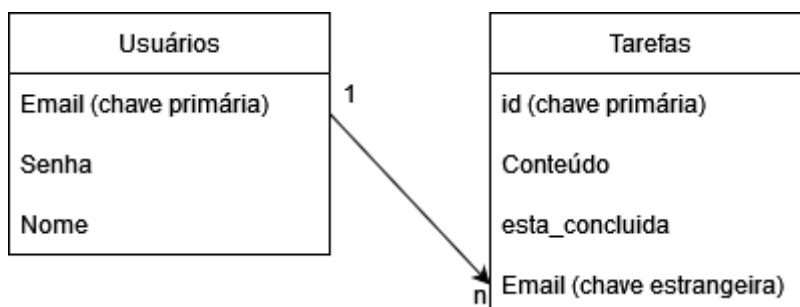 Usuários
Email (chave primária)
Senha
Nome
1
n
Tarefas
id (chave primária)
Conteúdo
esta_concluida
Email (chave estrangeira)